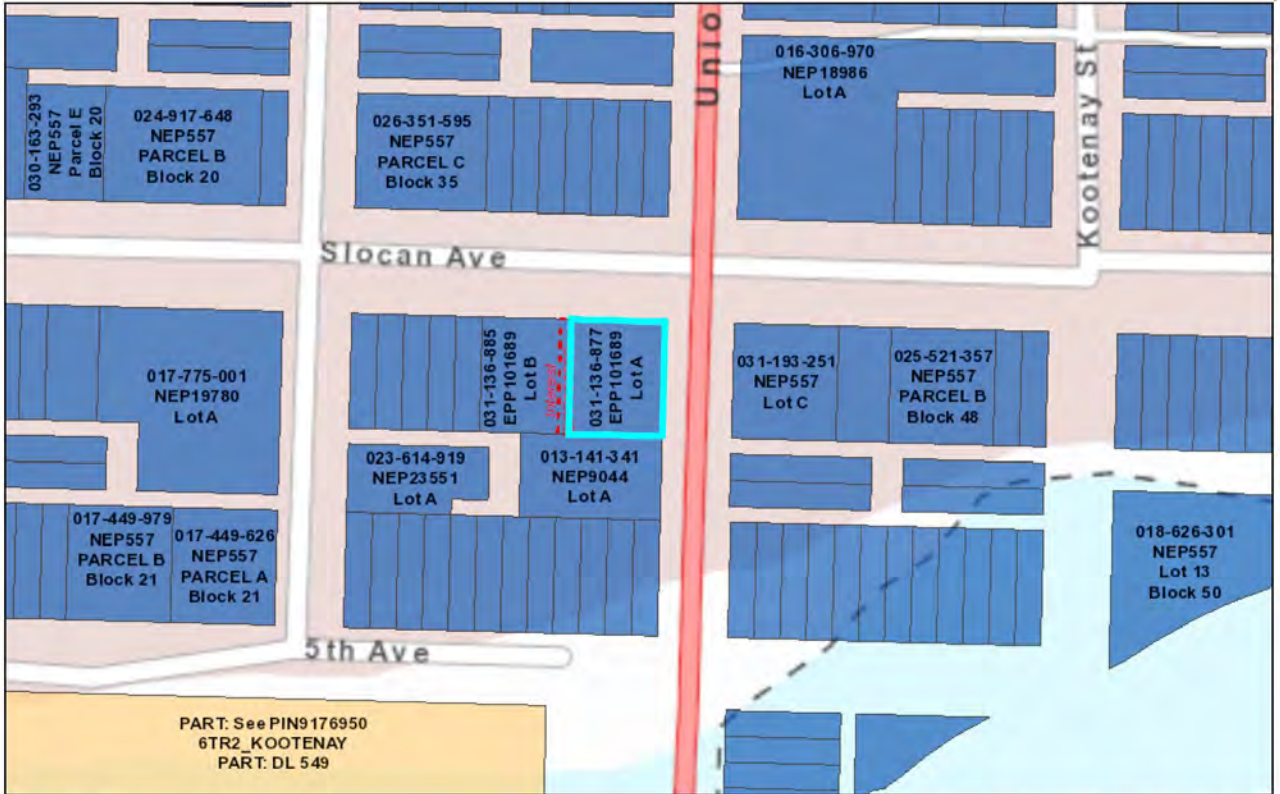 Unio
016-306-970
NEP18986
Lot A
Kootenay St
030-163-293
NEP557
Parcel E
Block 20
024-917-648
NEP557
PARCEL B
Block 20
026-351-595
NEP557
PARCEL C
Block 35
Slocan Ave
017-775-001
NEP19780
Lot A
031-136-885
EPP101689
Lot B
Interest
031-136-877
EPP101689
Lot A
031-193-251
NEP557
Lot C
025-521-357
NEP557
PARCEL B
Block 48
023-614-919
NEP23551
Lot A
013-141-341
NEP9044
Lot A
017-449-979
NEP557
PARCEL B
Block 21
017-449-626
NEP557
PARCEL A
Block 21
018-626-301
NEP557
Lot 13
Block 50
5th Ave
PART: See PIN9176950
6TR2_KOOTENAY
PART: DL 549